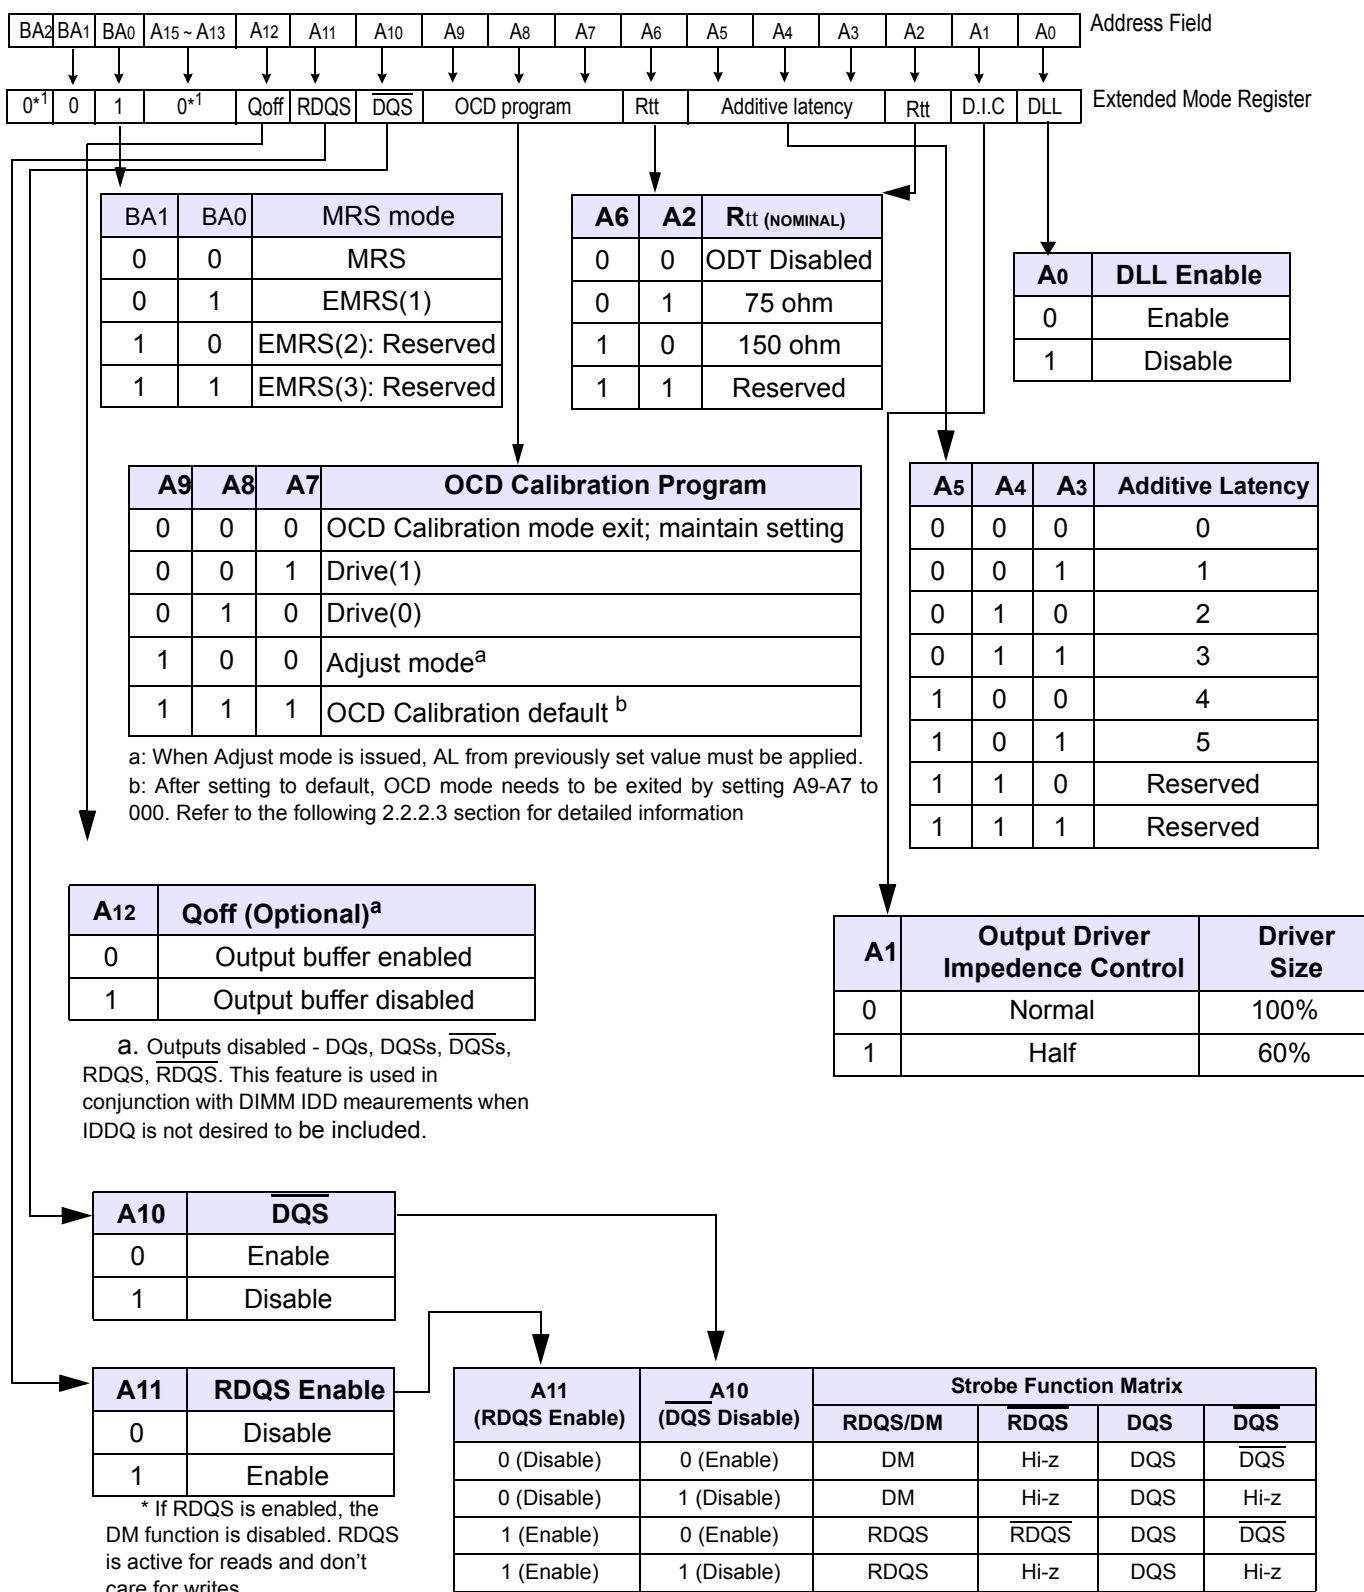 BA2 BA1 BA0 A15 ~ A13 A12 A11 A10 A9 A8 A7 A6 A5 A4 A3 A2 A1 A0 Address Field
0*1 0 1 0*1 Qoff RDQS D̅Q̅S̅ OCD program Rtt Additive latency Rtt D.I.C DLL Extended Mode Register
BA1 BA0 MRS mode
0 0 MRS
0 1 EMRS(1)
1 0 EMRS(2): Reserved
1 1 EMRS(3): Reserved
A6 A2 Rtt (NOMINAL)
0 0 ODT Disabled
0 1 75 ohm
1 0 150 ohm
1 1 Reserved
A0 DLL Enable
0 Enable
1 Disable
A9 A8 A7 OCD Calibration Program
0 0 0 OCD Calibration mode exit; maintain setting
0 0 1 Drive(1)
0 1 0 Drive(0)
1 0 0 Adjust modea
1 1 1 OCD Calibration default b
a: When Adjust mode is issued, AL from previously set value must be applied.
b: After setting to default, OCD mode needs to be exited by setting A9-A7 to
000. Refer to the following 2.2.2.3 section for detailed information
A5 A4 A3 Additive Latency
0 0 0 0
0 0 1 1
0 1 0 2
0 1 1 3
1 0 0 4
1 0 1 5
1 1 0 Reserved
1 1 1 Reserved
A12 Qoff (Optional)a
0 Output buffer enabled
1 Output buffer disabled
a. Outputs disabled - DQs, DQSs, D̅Q̅S̅s,
RDQS, R̅D̅Q̅S̅. This feature is used in
conjunction with DIMM IDD meaurements when
IDDQ is not desired to be included.
A1 Output Driver Impedence Control Driver Size
0 Normal 100%
1 Half 60%
A10 D̅Q̅S̅
0 Enable
1 Disable
A11 RDQS Enable
0 Disable
1 Enable
* If RDQS is enabled, the
DM function is disabled. RDQS
is active for reads and don't
care for writes
A11 (RDQS Enable) A10 (D̅Q̅S̅ Disable) Strobe Function Matrix
RDQS/DM R̅D̅Q̅S̅ DQS D̅Q̅S̅
0 (Disable) 0 (Enable) DM Hi-z DQS D̅Q̅S̅
0 (Disable) 1 (Disable) DM Hi-z DQS Hi-z
1 (Enable) 0 (Enable) RDQS R̅D̅Q̅S̅ DQS D̅Q̅S̅
1 (Enable) 1 (Disable) RDQS Hi-z DQS Hi-z